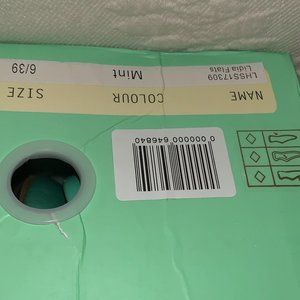 NAME COLOUR SIZE
LHSS17309 Mint 6/39
Lidia Flats
0 000000 646840